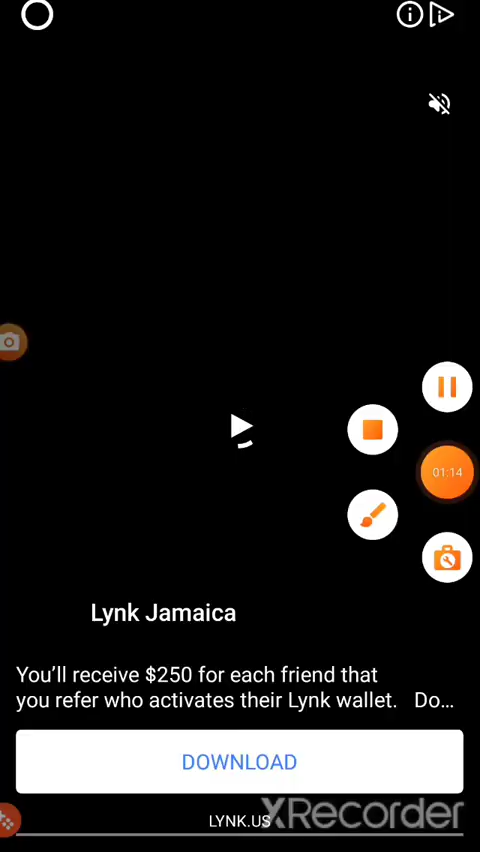 01:14
Lynk Jamaica
You’ll receive $250 for each friend that
you refer who activates their Lynk wallet. Do...
DOWNLOAD
LYNK.US
XRecorder